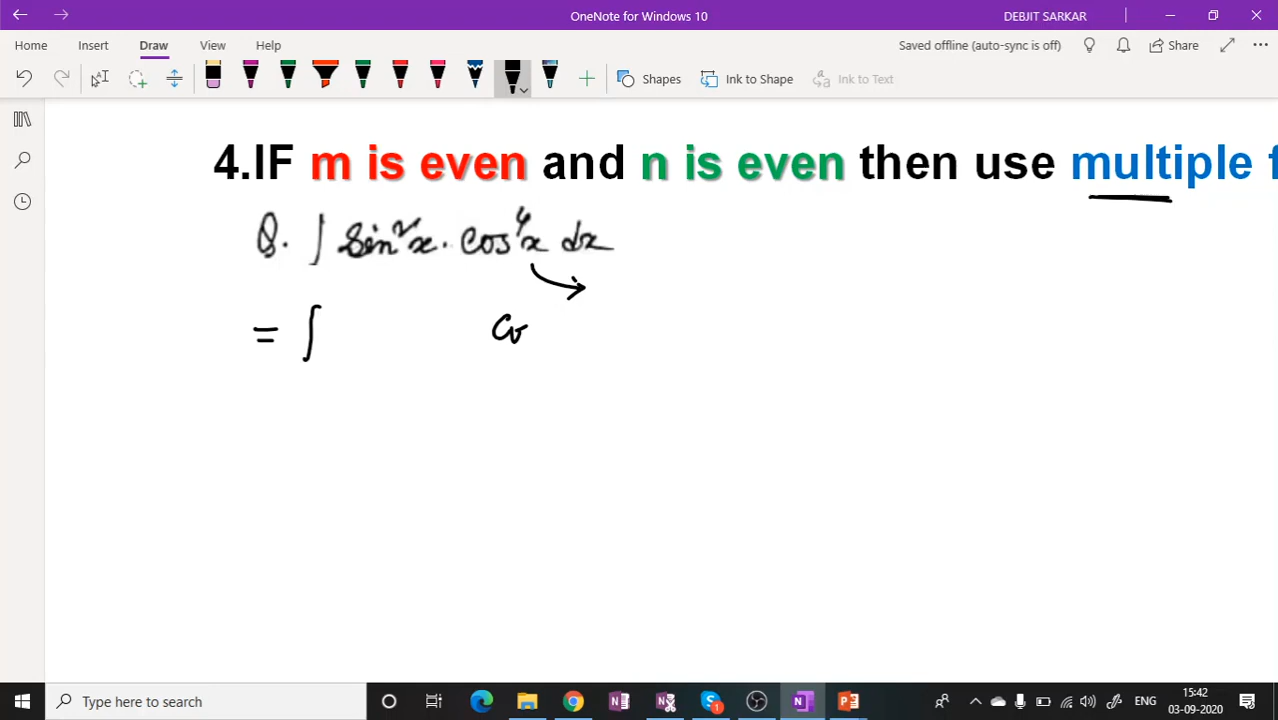 OneNote for Windows 10
DEBJIT SARKAR
Home Insert Draw View Help
Saved offline (auto-sync is off)
Share
Shapes
Ink to Shape
Ink to Text
4.IF m is even and n is even then use multiple f
Q. ∫ sin²x · cos⁴x dx
= ∫ co
Type here to search
ENG
15:42
03-09-2020